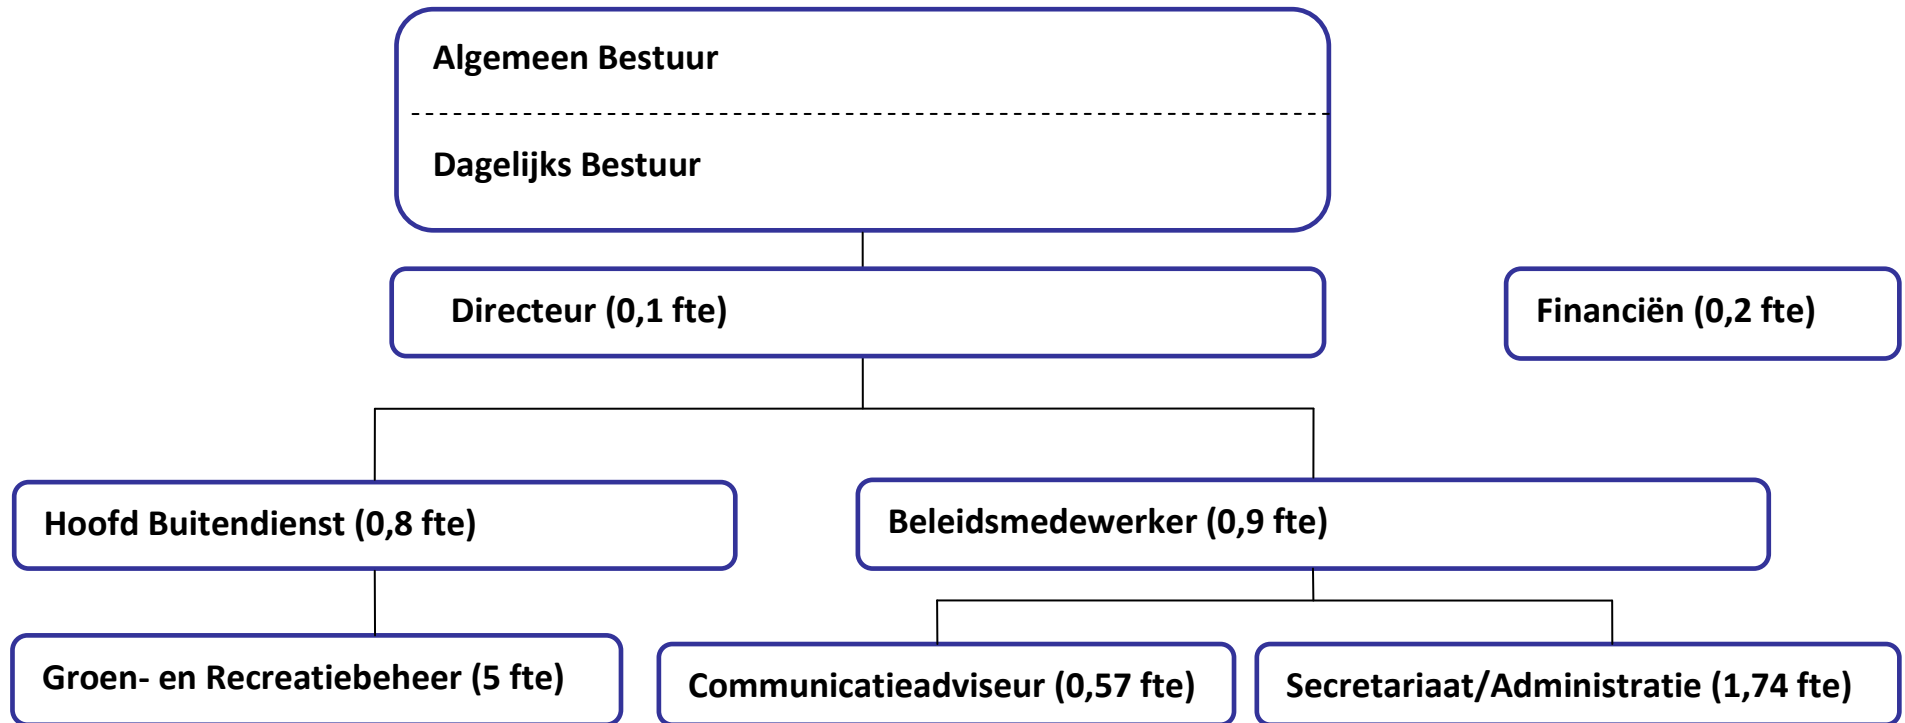 Algemeen Bestuur
Dagelijks Bestuur
Directeur (0,1 fte)
Financiën (0,2 fte)
Hoofd Buitendienst (0,8 fte)
Beleidsmedewerker (0,9 fte)
Groen- en Recreatiebeheer (5 fte)
Communicatieadviseur (0,57 fte)
Secretariaat/Administratie (1,74 fte)